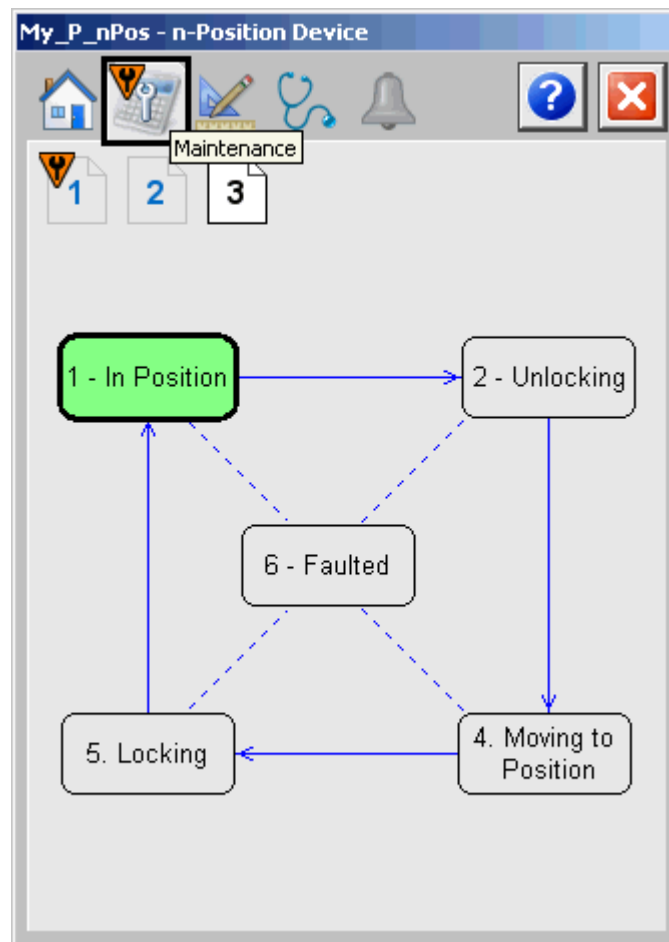 My_P_nPos - n-Position Device
?
Maintenance
1
2
3
1 - In Position
2 - Unlocking
6 - Faulted
5. Locking
4. Moving to
Position